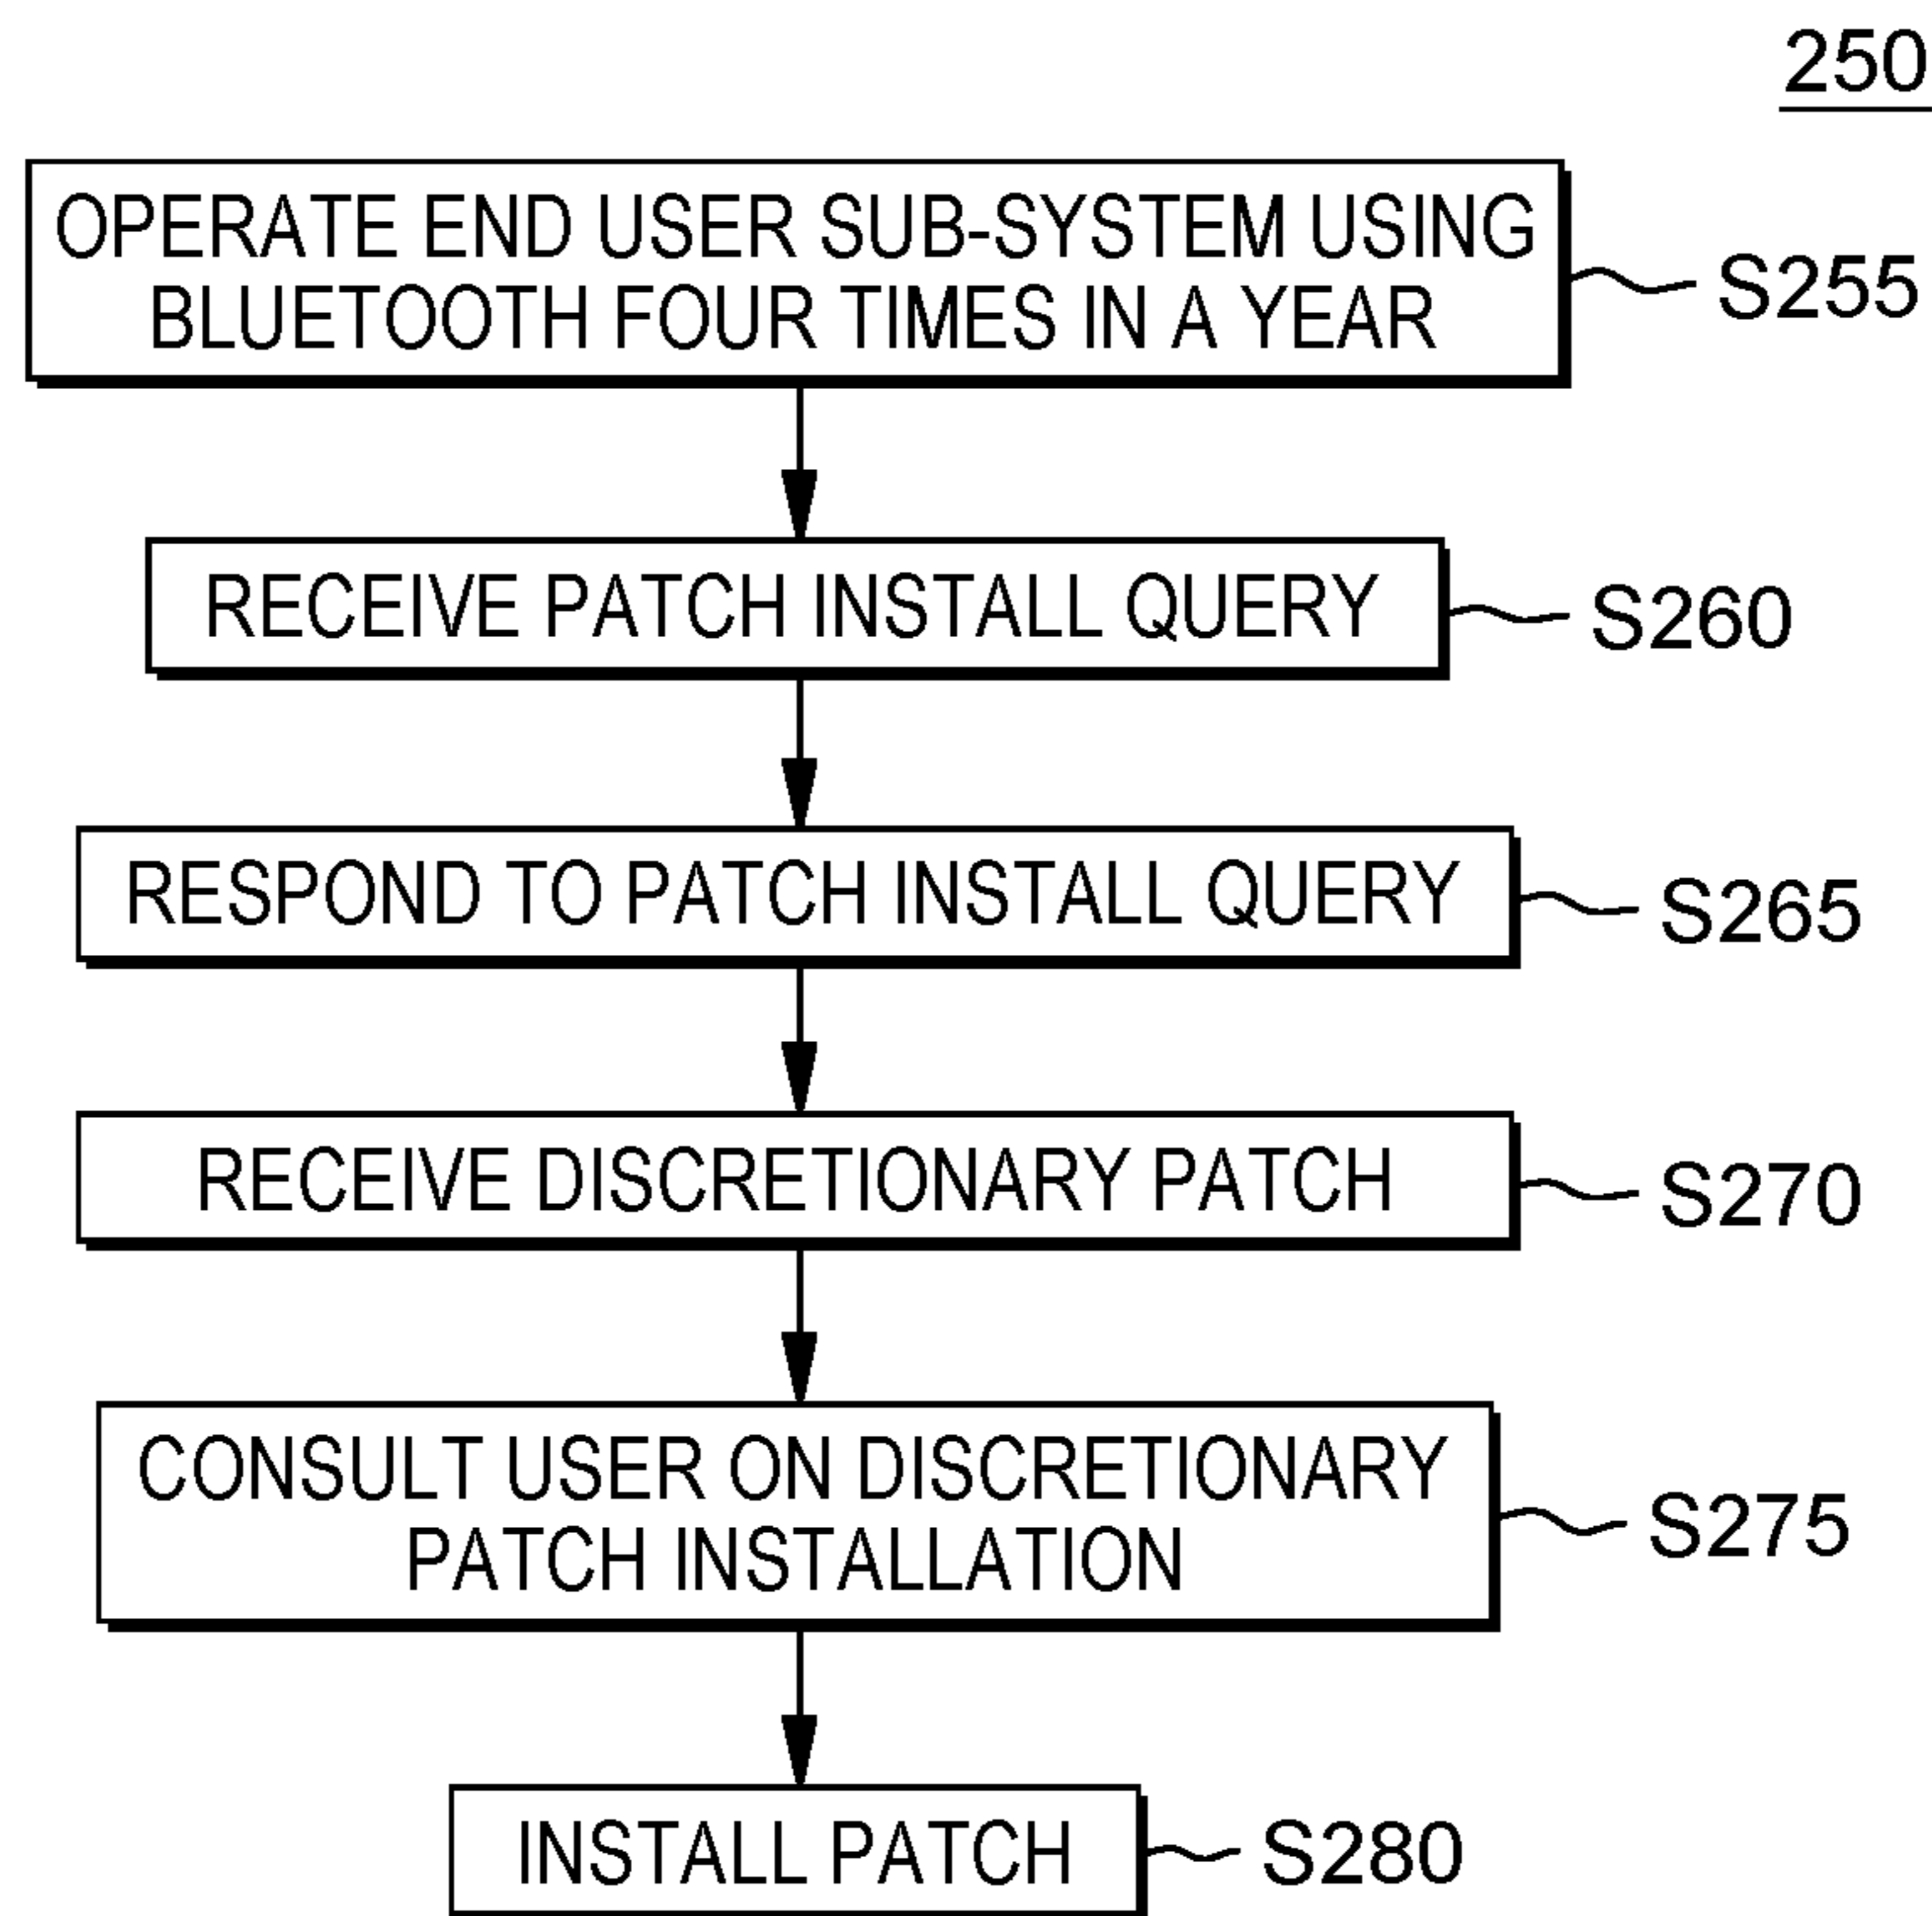 250
OPERATE END USER SUB-SYSTEM USING
BLUETOOTH FOUR TIMES IN A YEAR
S255
RECEIVE PATCH INSTALL QUERY
S260
RESPOND TO PATCH INSTALL QUERY
S265
RECEIVE DISCRETIONARY PATCH
S270
CONSULT USER ON DISCRETIONARY
PATCH INSTALLATION
S275
INSTALL PATCH
S280